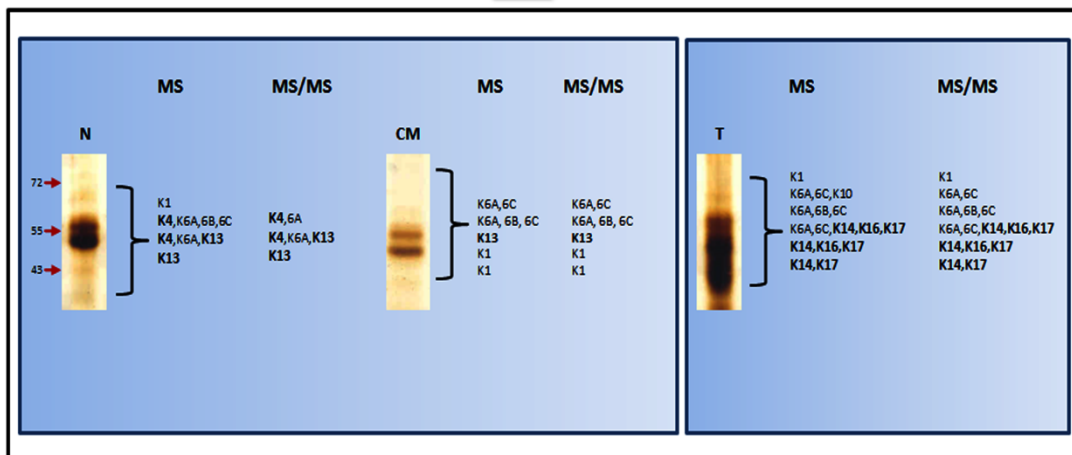 MS MS/MS
N
72
55
43
K1
K4,K6A,6B,6C
K4,K6A,K13
K13
K4,6A
K4,K6A,K13
K13
MS MS/MS
CM
K6A,6C
K6A, 6B, 6C
K13
K1
K1
K6A,6C
K6A, 6B, 6C
K13
K1
K1
MS MS/MS
T
K1
K6A,6C,K10
K6A,6B,6C
K6A,6C,K14,K16,K17
K14,K16,K17
K14,K17
K1
K6A,6C
K6A,6B,6C
K6A,6C,K14,K16,K17
K14,K16,K17
K14,K17